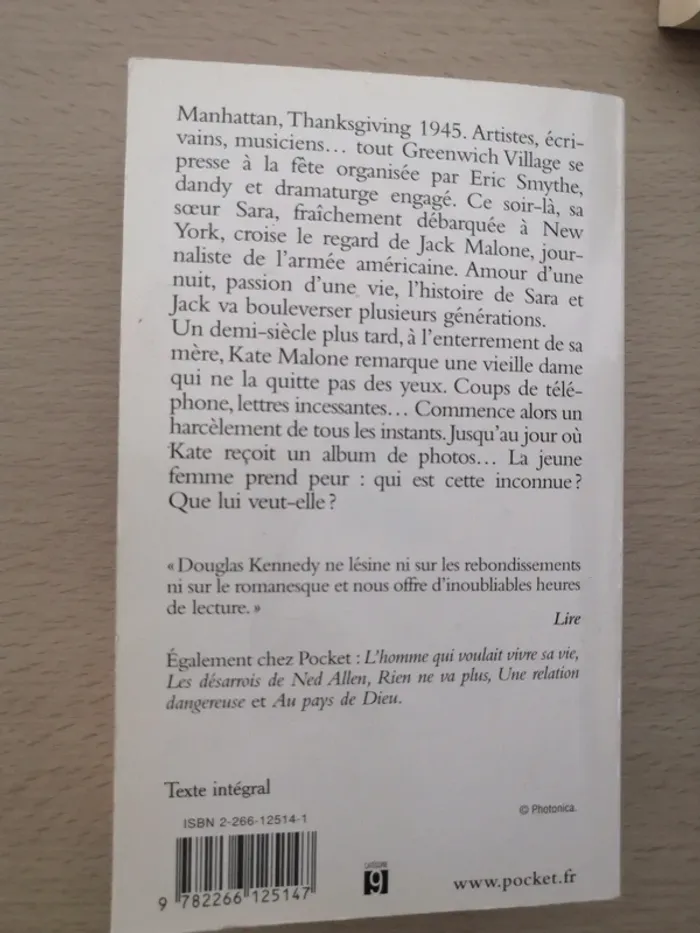 Manhattan, Thanksgiving 1945. Artistes, écri-
vains, musiciens… tout Greenwich Village se
presse à la fête organisée par Eric Smythe,
dandy et dramaturge engagé. Ce soir-là, sa
sœur Sara, fraîchement débarquée à New
York, croise le regard de Jack Malone, jour-
naliste de l'armée américaine. Amour d'une
nuit, passion d'une vie, l'histoire de Sara et
Jack va bouleverser plusieurs générations.
Un demi-siècle plus tard, à l'enterrement de sa
mère, Kate Malone remarque une vieille dame
qui ne la quitte pas des yeux. Coups de télé-
phone, lettres incessantes… Commence alors un
harcèlement de tous les instants. Jusqu'au jour où
Kate reçoit un album de photos… La jeune
femme prend peur : qui est cette inconnue ?
Que lui veut-elle ?
« Douglas Kennedy ne lésine ni sur les rebondissements
ni sur le romanesque et nous offre d'inoubliables heures
de lecture. »
Lire
Également chez Pocket : L'homme qui voulait vivre sa vie,
Les désarrois de Ned Allen, Rien ne va plus, Une relation
dangereuse et Au pays de Dieu.
Texte intégral
© Photonica.
ISBN 2-266-12514-1
CATÉGORIE
9
www.pocket.fr
9 782266 125147